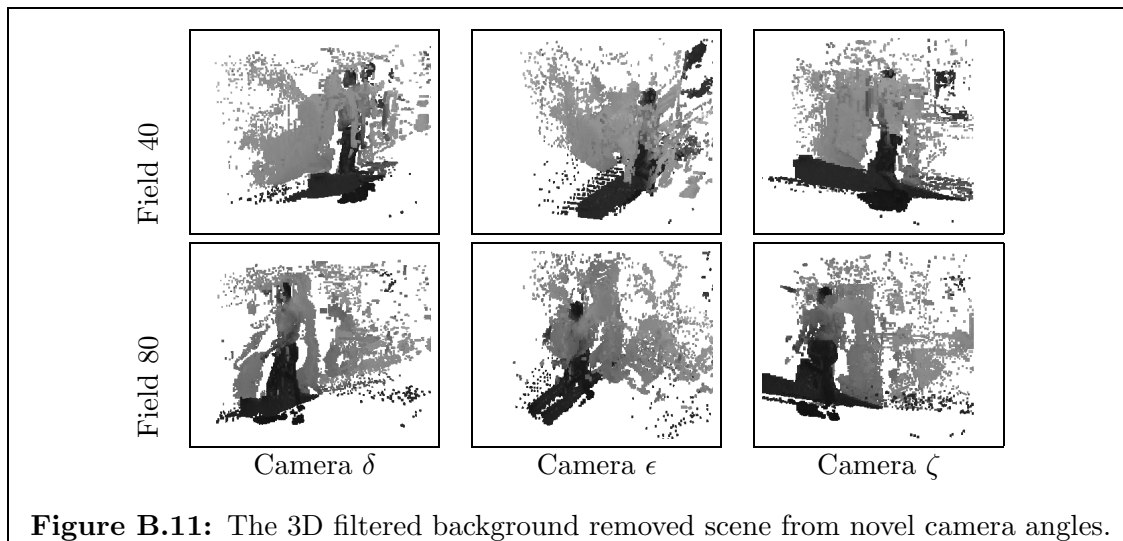 Field 40
Field 80
Camera δ
Camera ϵ
Camera ζ
Figure B.11: The 3D filtered background removed scene from novel camera angles.